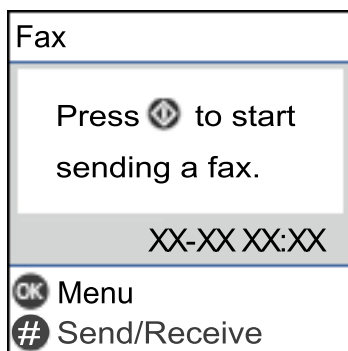 Fax
Press to start
sending a fax.
XX-XX XX:XX
OK Menu
# Send/Receive